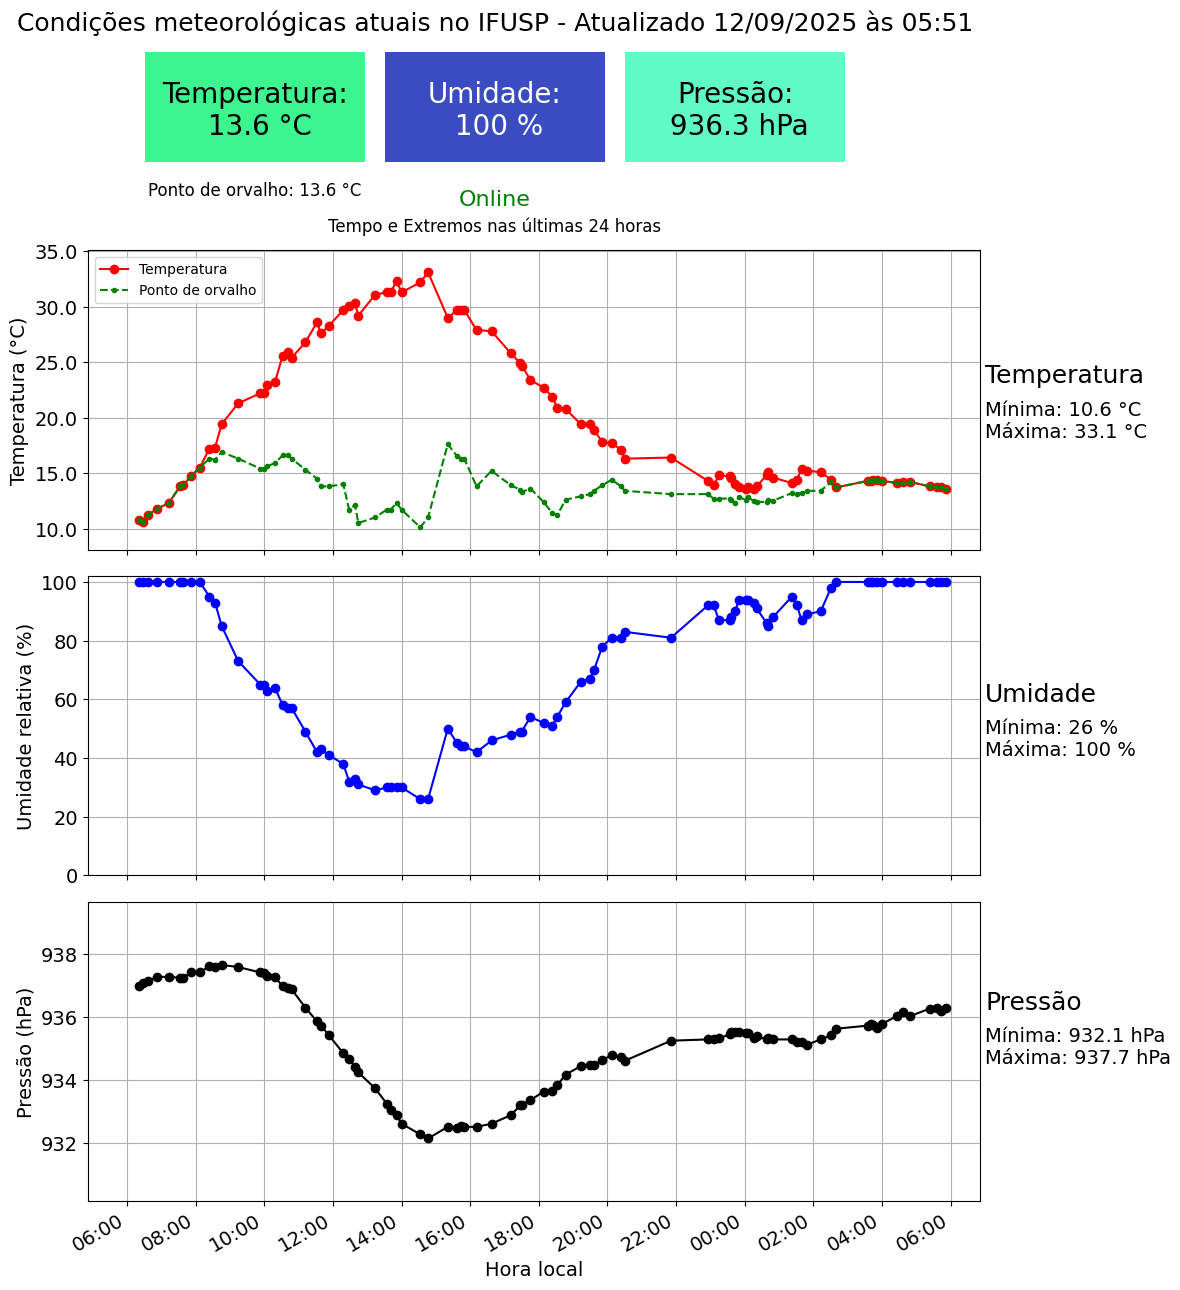 Condições meteorológicas atuais no IFUSP - Atualizado 12/09/2025 às 05:51
Temperatura:
13.6 °C
Umidade:
100 %
Pressão:
936.3 hPa
Ponto de orvalho: 13.6 °C
Online
Tempo e Extremos nas últimas 24 horas
Temperatura (°C)
35.0
30.0
25.0
20.0
15.0
10.0
Temperatura
Ponto de orvalho
Temperatura
Mínima: 10.6 °C
Máxima: 33.1 °C
Umidade relativa (%)
100
80
60
40
20
0
Umidade
Mínima: 26 %
Máxima: 100 %
Pressão (hPa)
938
936
934
932
Pressão
Mínima: 932.1 hPa
Máxima: 937.7 hPa
06:00 08:00 10:00 12:00 14:00 16:00 18:00 20:00 22:00 00:00 02:00 04:00 06:00
Hora local